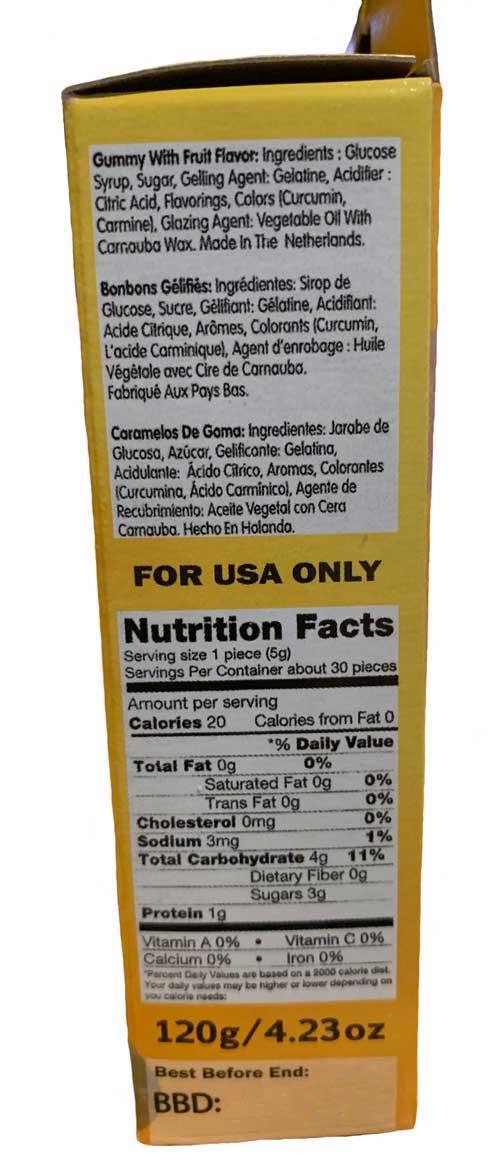 Gummy With Fruit Flavor: Ingredients : Glucose
Syrup, Sugar, Gelling Agent: Gelatine, Acidifier :
Citric Acid, Flavorings, Colors (Curcumin,
Carmine), Glazing Agent: Vegetable Oil With
Carnauba Wax. Made In The Netherlands.
Bonbons Gélifiés: Ingrédientes: Sirop de
Glucose, Sucre, Gélifiant: Gélatine, Acidifiant:
Acide Citrique, Arômes, Colorants (Curcumin,
L'acide Carminique), Agent d'enrobage : Huile
Végétale avec Cire de Carnauba.
Fabriqué Aux Pays Bas.
Caramelos De Goma: Ingredientes: Jarabe de
Glucosa, Azúcar, Gelificante: Gelatina,
Acidulante: Ácido Cítrico, Aromas, Colorantes
(Curcumina, Ácido Carmínico), Agente de
Recubrimiento: Aceite Vegetal con Cera
Carnauba. Hecho En Holanda.
FOR USA ONLY
Nutrition Facts
Serving size 1 piece (5g)
Servings Per Container about 30 pieces
Amount per serving
Calories 20 Calories from Fat 0
*% Daily Value
Total Fat 0g 0%
Saturated Fat 0g 0%
Trans Fat 0g 0%
Cholesterol 0mg 0%
Sodium 3mg 1%
Total Carbohydrate 4g 11%
Dietary Fiber 0g
Sugars 3g
Protein 1g
Vitamin A 0% • Vitamin C 0%
Calcium 0% • Iron 0%
*Percent Daily Values are based on a 2000 calorie diet.
Your daily values may be higher or lower depending on
you calorie needs:
120g/4.23oz
Best Before End:
BBD: